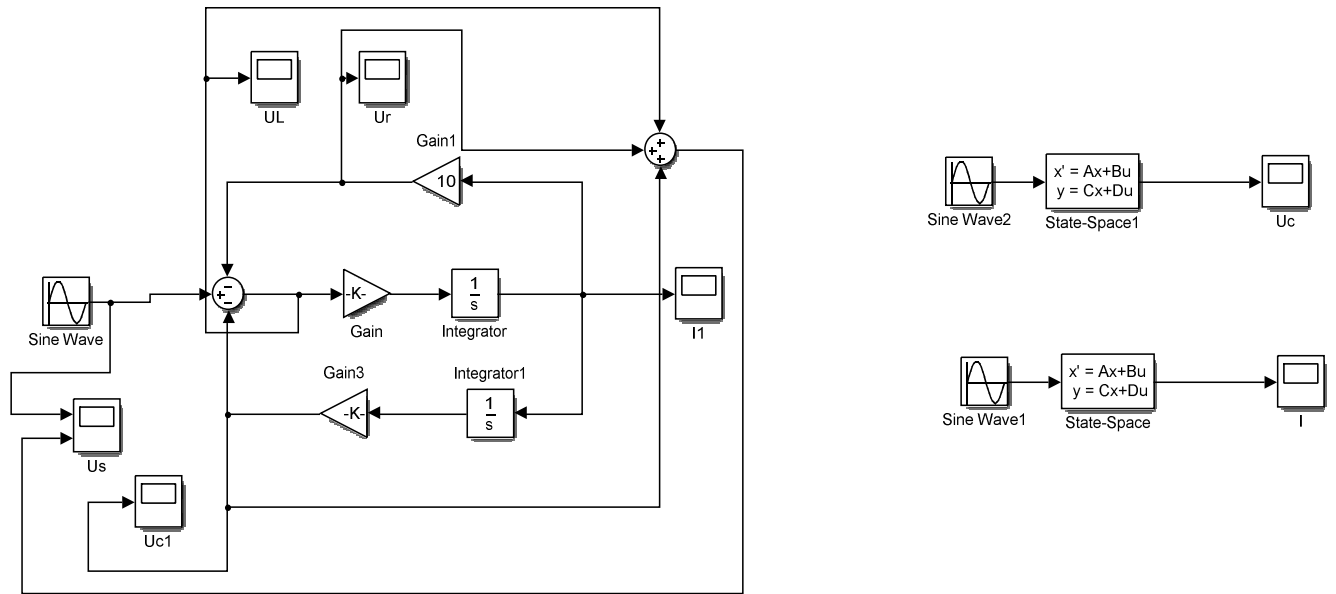 UL
Ur
Gain1
10
+
+
+
x' = Ax+Bu
y = Cx+Du
Sine Wave2
State-Space1
Uc
+
−
−
-K-
1
s
Sine Wave
Gain
Integrator
I1
Gain3
Integrator1
-K-
1
s
x' = Ax+Bu
y = Cx+Du
Sine Wave1
State-Space
I
Us
Uc1